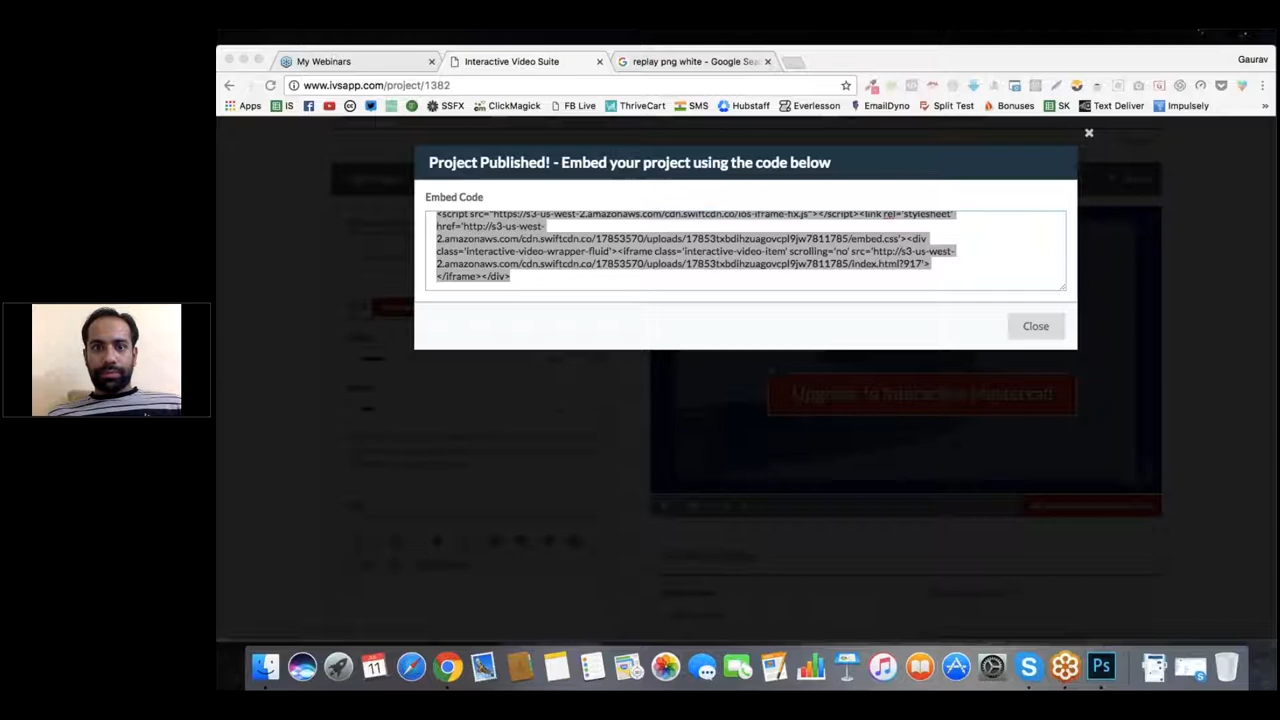 My Webinars
Interactive Video Suite
replay png white - Google Sea
Gaurav
www.ivsapp.com/project/1382
Apps IS SSFX ClickMagick FB Live ThriveCart SMS Hubstaff Everlesson EmailDyno Split Test Bonuses SK Text Deliver Impulsely »
Project Published! - Embed your project using the code below
Embed Code
<script src="https://s3-us-west-2.amazonaws.com/cdn.swiftcdn.co/ios-iframe-fix.js"></script><link rel='stylesheet'
href='http://s3-us-west-
2.amazonaws.com/cdn.swiftcdn.co/17853570/uploads/17853txbdihzuagovcpl9jw7811785/embed.css'><div
class='interactive-video-wrapper-fluid'><iframe class='interactive-video-item' scrolling='no' src='http://s3-us-west-
2.amazonaws.com/cdn.swiftcdn.co/17853570/uploads/17853txbdihzuagovcpl9jw7811785/index.html?917'>
</iframe></div>
Close
Upgrade To Interactive Mastercall
11
Ps